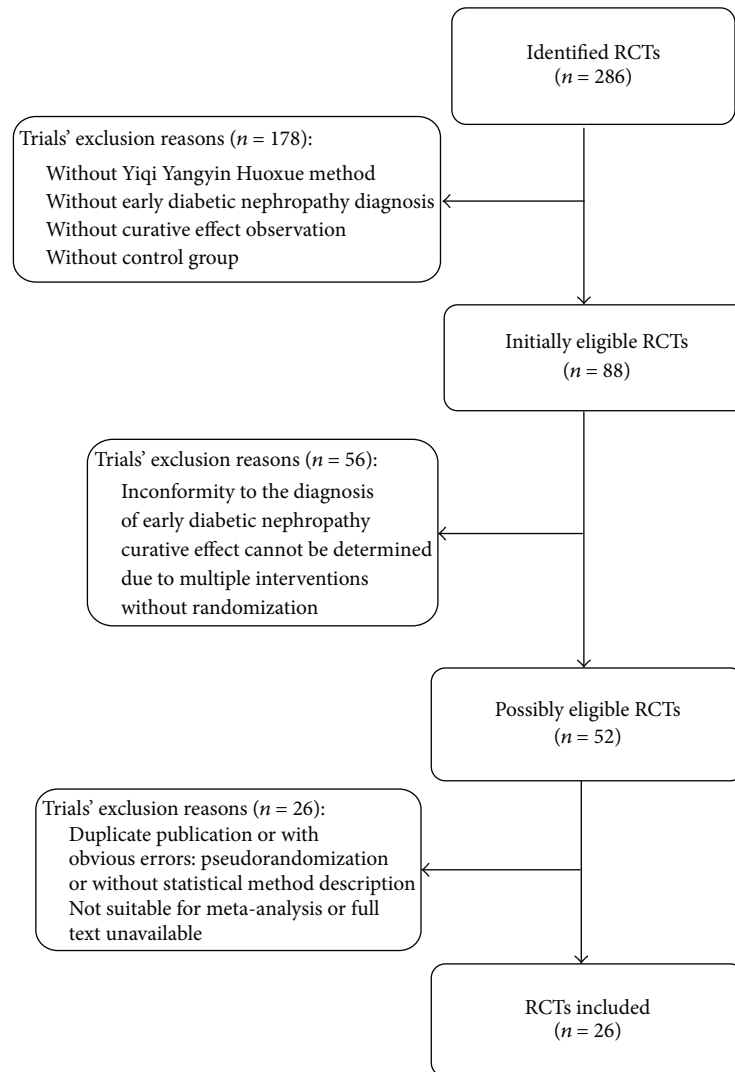 Identified RCTs
(n = 286)
Trials' exclusion reasons (n = 178):
Without Yiqi Yangyin Huoxue method
Without early diabetic nephropathy diagnosis
Without curative effect observation
Without control group
Initially eligible RCTs
(n = 88)
Trials' exclusion reasons (n = 56):
Inconformity to the diagnosis
of early diabetic nephropathy
curative effect cannot be determined
due to multiple interventions
without randomization
Possibly eligible RCTs
(n = 52)
Trials' exclusion reasons (n = 26):
Duplicate publication or with
obvious errors: pseudorandomization
or without statistical method description
Not suitable for meta-analysis or full
text unavailable
RCTs included
(n = 26)